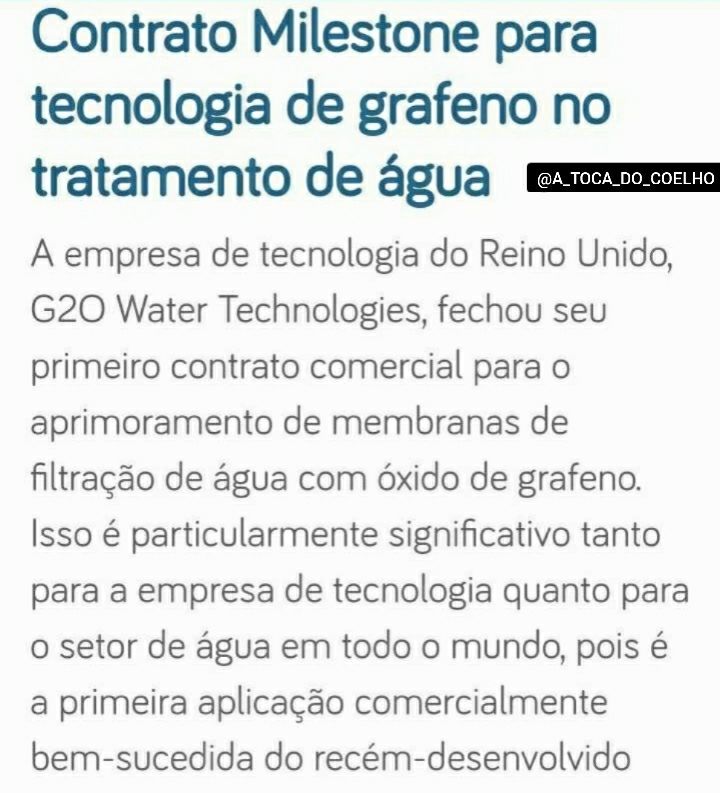 Contrato Milestone para
tecnologia de grafeno no
tratamento de água
@A_TOCA_DO_COELHO
A empresa de tecnologia do Reino Unido,
G2O Water Technologies, fechou seu
primeiro contrato comercial para o
aprimoramento de membranas de
filtração de água com óxido de grafeno.
Isso é particularmente significativo tanto
para a empresa de tecnologia quanto para
o setor de água em todo o mundo, pois é
a primeira aplicação comercialmente
bem-sucedida do recém-desenvolvido